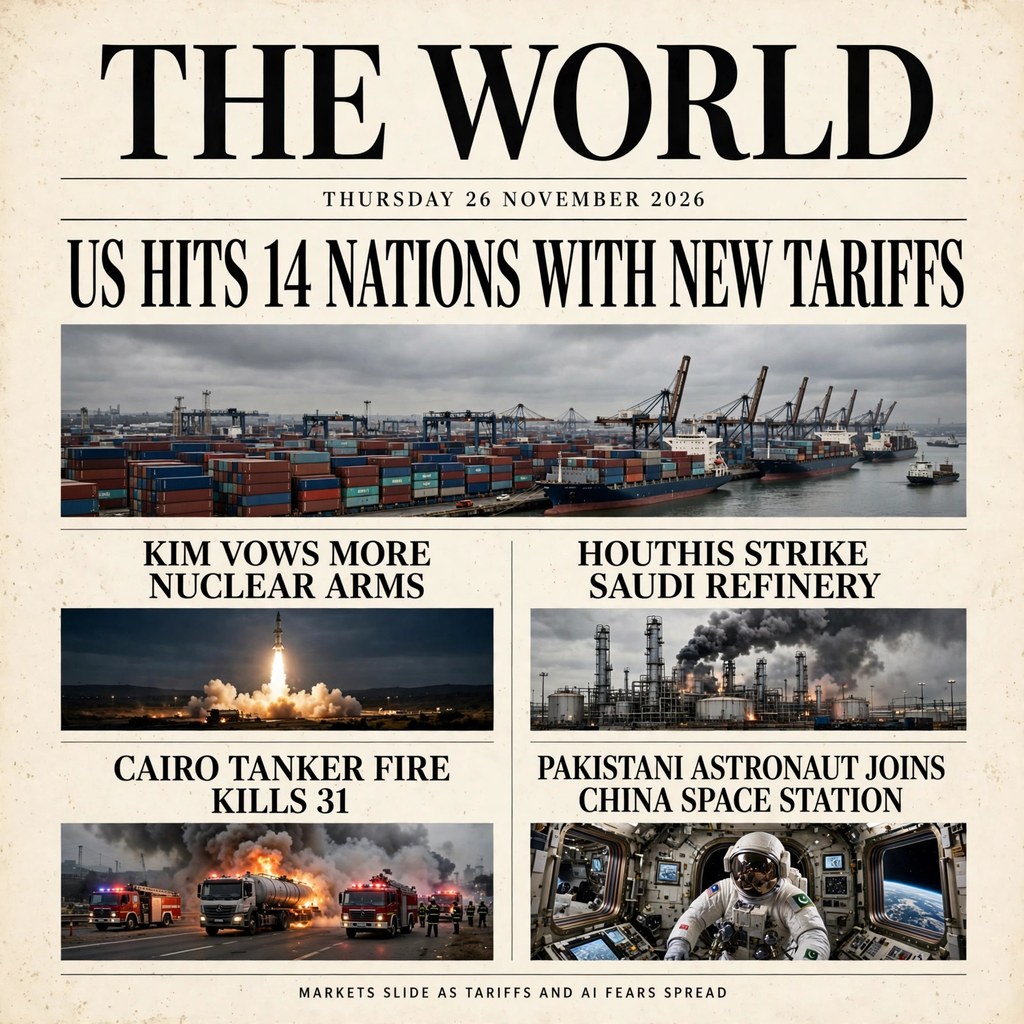 THE WORLD
THURSDAY 26 NOVEMBER 2026
US HITS 14 NATIONS WITH NEW TARIFFS
KIM VOWS MORE
NUCLEAR ARMS
HOUTHIS STRIKE
SAUDI REFINERY
CAIRO TANKER FIRE
KILLS 31
PAKISTANI ASTRONAUT JOINS
CHINA SPACE STATION
MARKETS SLIDE AS TARIFFS AND AI FEARS SPREAD